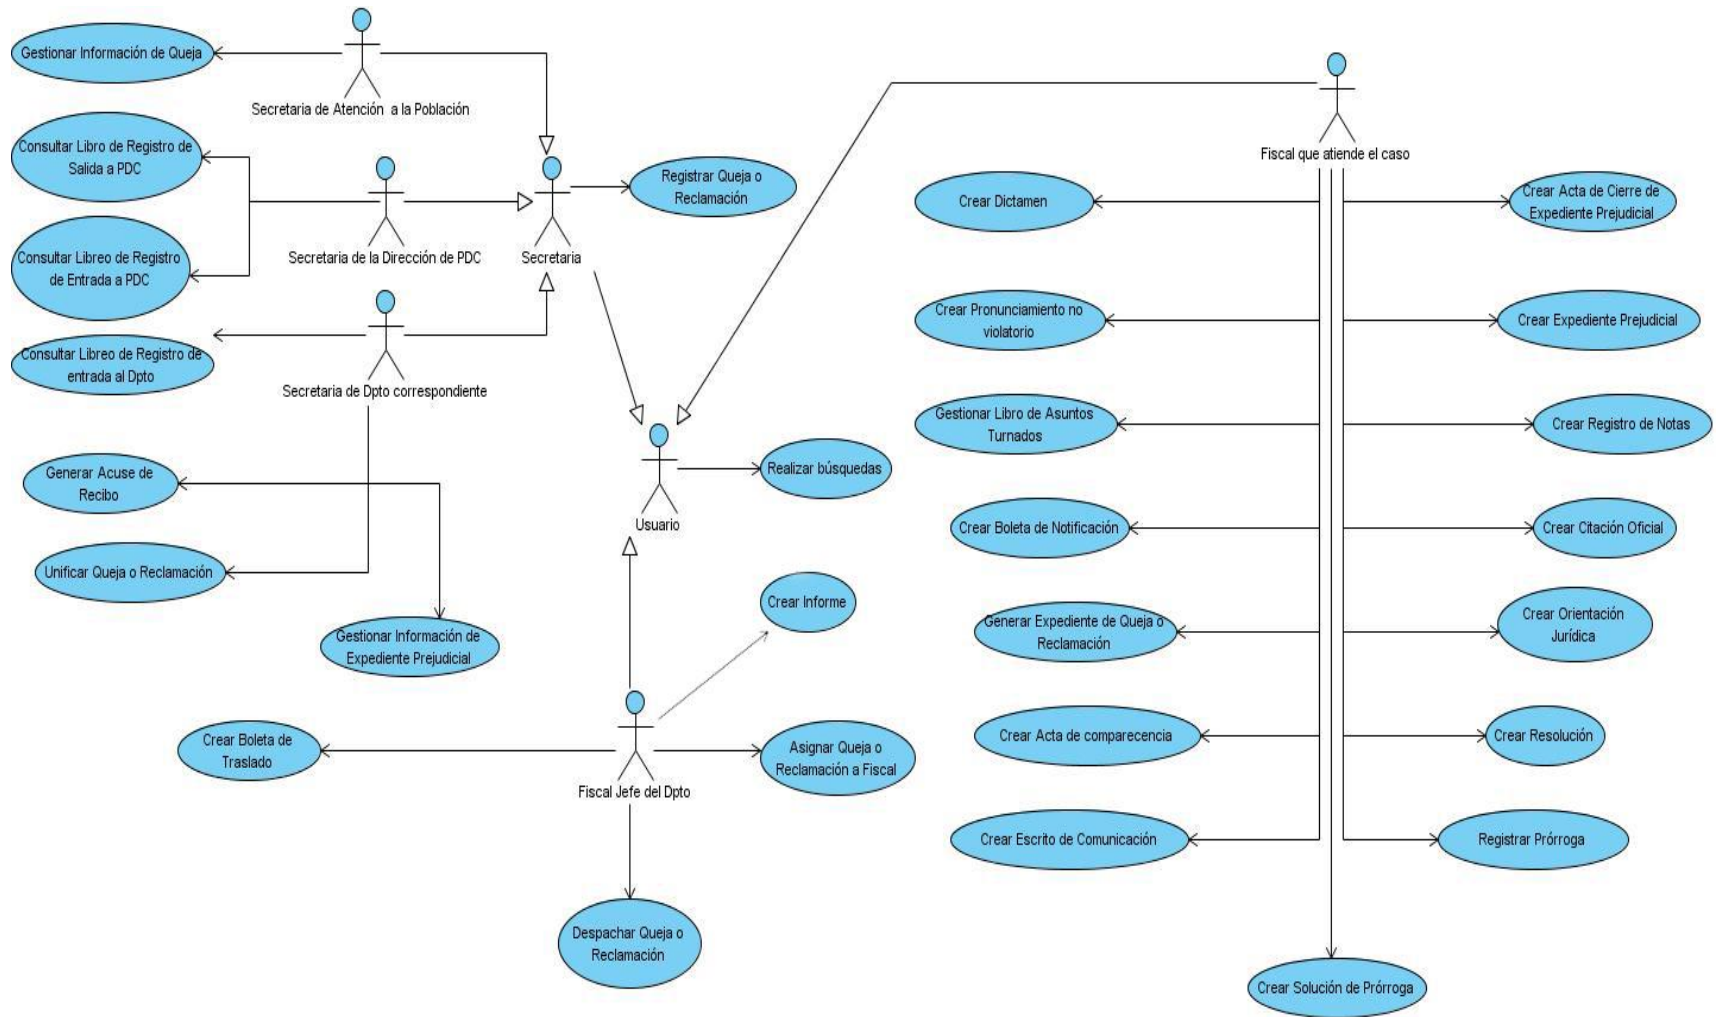 Gestionar Información de Queja
Secretaria de Atención a la Población
Consultar Libro de Registro de
Salida a PDC
Consultar Libreo de Registro
de Entrada a PDC
Secretaria de la Dirección de PDC
Secretaria
Registrar Queja o
Reclamación
Consultar Libreo de Registro de
entrada al Dpto
Secretaria de Dpto correspondiente
Generar Acuse de
Recibo
Unificar Queja o Reclamación
Gestionar Información de
Expediente Prejudicial
Usuario
Realizar búsquedas
Crear Informe
Crear Boleta de
Traslado
Fiscal Jefe del Dpto
Asignar Queja o
Reclamación a Fiscal
Despachar Queja o
Reclamación
Fiscal que atiende el caso
Crear Dictamen
Crear Acta de Cierre de
Expediente Prejudicial
Crear Pronunciamiento no
violatorio
Crear Expediente Prejudicial
Gestionar Libro de Asuntos
Turnados
Crear Registro de Notas
Crear Boleta de Notificación
Crear Citación Oficial
Generar Expediente de Queja o
Reclamación
Crear Orientación
Jurídica
Crear Acta de comparecencia
Crear Resolución
Crear Escrito de Comunicación
Registrar Prórroga
Crear Solución de Prórroga